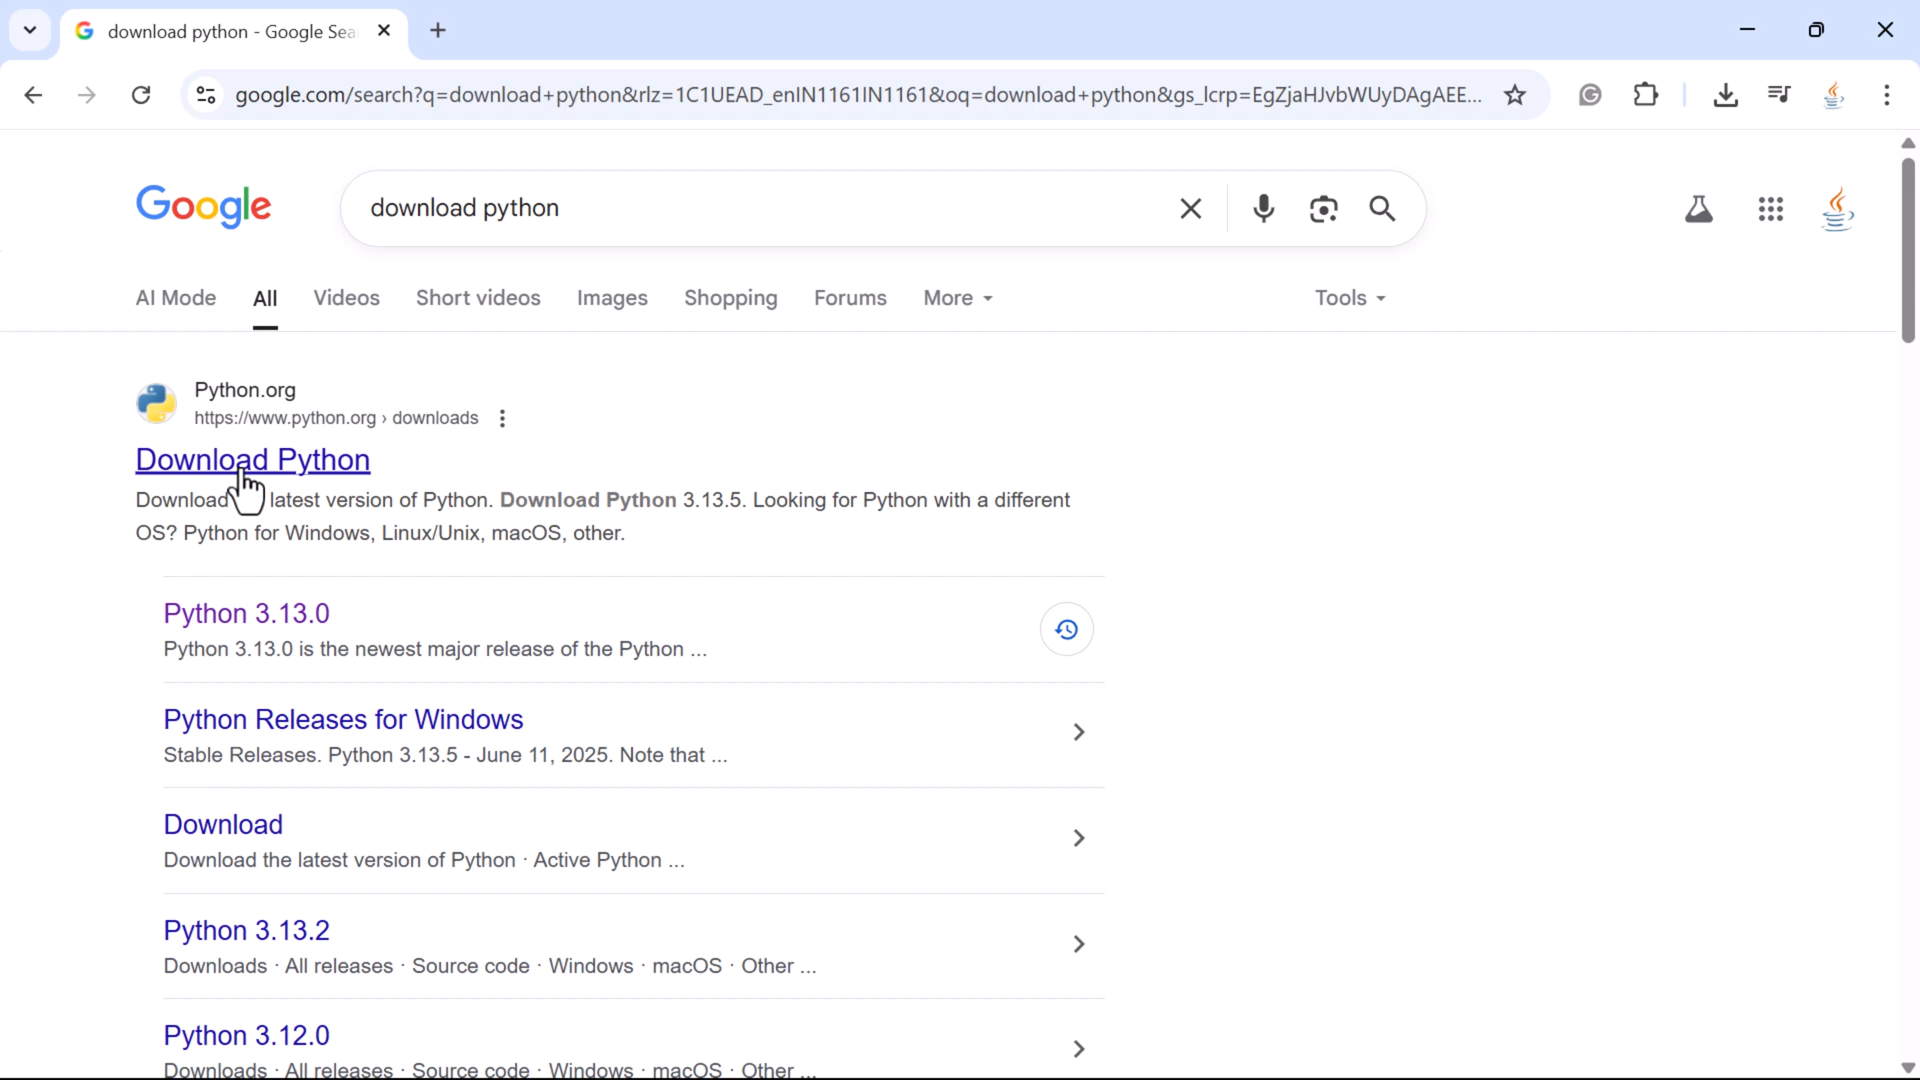 download python - Google Sea
google.com/search?q=download+python&rlz=1C1UEAD_enIN1161IN1161&oq=download+python&gs_lcrp=EgZjaHJvbWUyDAgAEE...
Google
download python
AI Mode
All
Videos
Short videos
Images
Shopping
Forums
More
Tools
Python.org
https://www.python.org › downloads
Download Python
Download latest version of Python. Download Python 3.13.5. Looking for Python with a different
OS? Python for Windows, Linux/Unix, macOS, other.
Python 3.13.0
Python 3.13.0 is the newest major release of the Python ...
Python Releases for Windows
Stable Releases. Python 3.13.5 - June 11, 2025. Note that ...
Download
Download the latest version of Python · Active Python ...
Python 3.13.2
Downloads · All releases · Source code · Windows · macOS · Other ...
Python 3.12.0
Downloads · All releases · Source code · Windows · macOS · Other ...